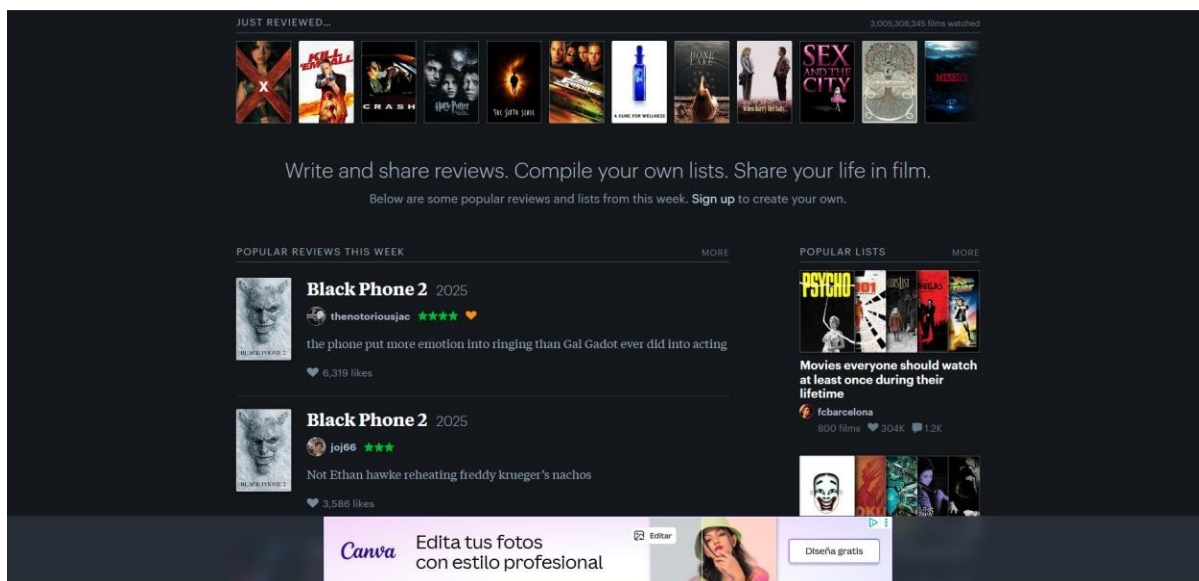 JUST REVIEWED…
3,005,308,345 films watched
X
KILL 'EM ALL
CRASH
Harry Potter
THE SIXTH SENSE
A CURE FOR WELLNESS
BONE LAKE
When Harry Met Sally...
SEX AND THE CITY
MISERY
Write and share reviews. Compile your own lists. Share your life in film.
Below are some popular reviews and lists from this week. Sign up to create your own.
POPULAR REVIEWS THIS WEEK
MORE
Black Phone 2 2025
thenotoriousjac ★★★★
the phone put more emotion into ringing than Gal Gadot ever did into acting
6,319 likes
BLACK PHONE 2
Black Phone 2 2025
joj66 ★★★
Not Ethan hawke reheating freddy krueger’s nachos
3,586 likes
BLACK PHONE 2
POPULAR LISTS
MORE
PSYCHO
Movies everyone should watch
at least once during their
lifetime
fcbarcelona
800 films 304K 1.2K
Canva
Edita tus fotos
con estilo profesional
Editar
Diseña gratis